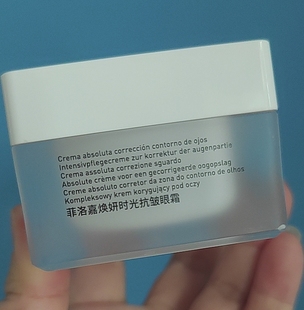 Crema absoluta corrección contorno de ojos
Intensivpflegecreme zur korrektur der augenpartie
Crema assoluta correzione sguardo
Absolute crème voor een gecorrigeerde oogopslag
Creme absoluto corretor da zona do contorno de olhos
Kompleksowy krem korygujący pod oczy
菲洛嘉焕妍时光抗皱眼霜